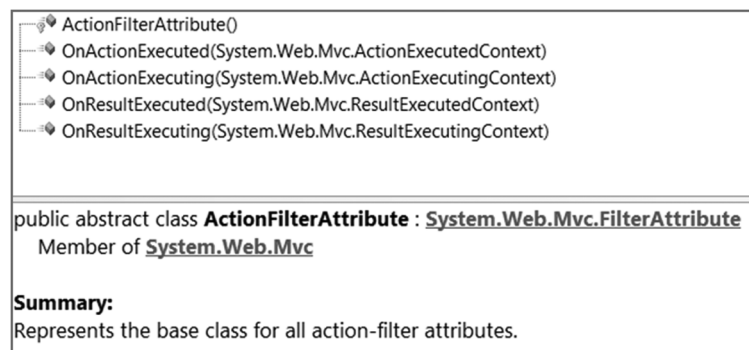 ActionFilterAttribute()
OnActionExecuted(System.Web.Mvc.ActionExecutedContext)
OnActionExecuting(System.Web.Mvc.ActionExecutingContext)
OnResultExecuted(System.Web.Mvc.ResultExecutedContext)
OnResultExecuting(System.Web.Mvc.ResultExecutingContext)
public abstract class ActionFilterAttribute : System.Web.Mvc.FilterAttribute
Member of System.Web.Mvc
Summary:
Represents the base class for all action-filter attributes.